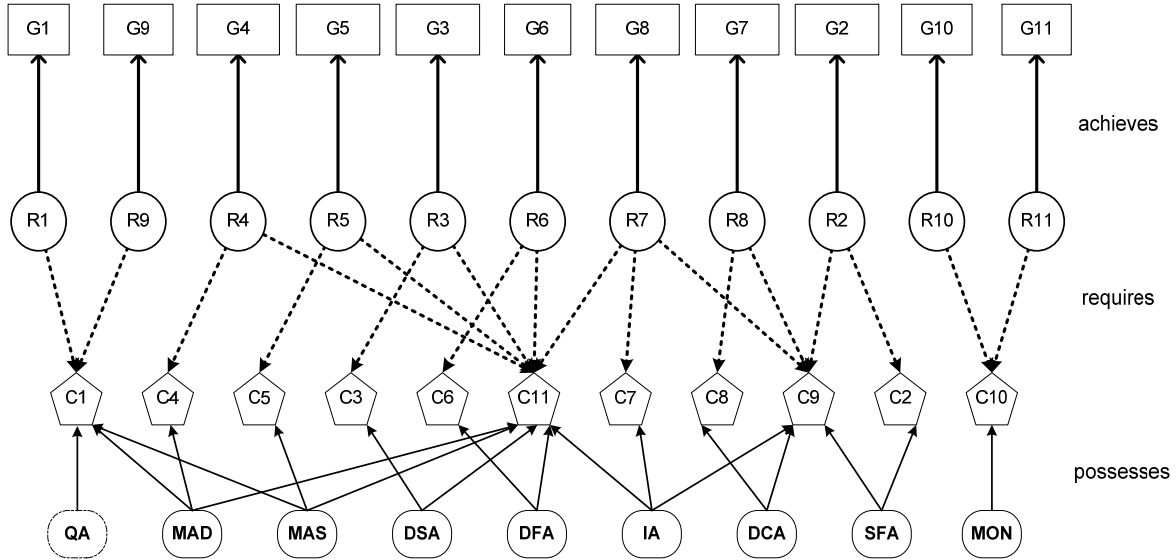 G1 G9 G4 G5 G3 G6 G8 G7 G2 G10 G11
achieves
R1 R9 R4 R5 R3 R6 R7 R8 R2 R10 R11
requires
C1 C4 C5 C3 C6 C11 C7 C8 C9 C2 C10
possesses
QA MAD MAS DSA DFA IA DCA SFA MON